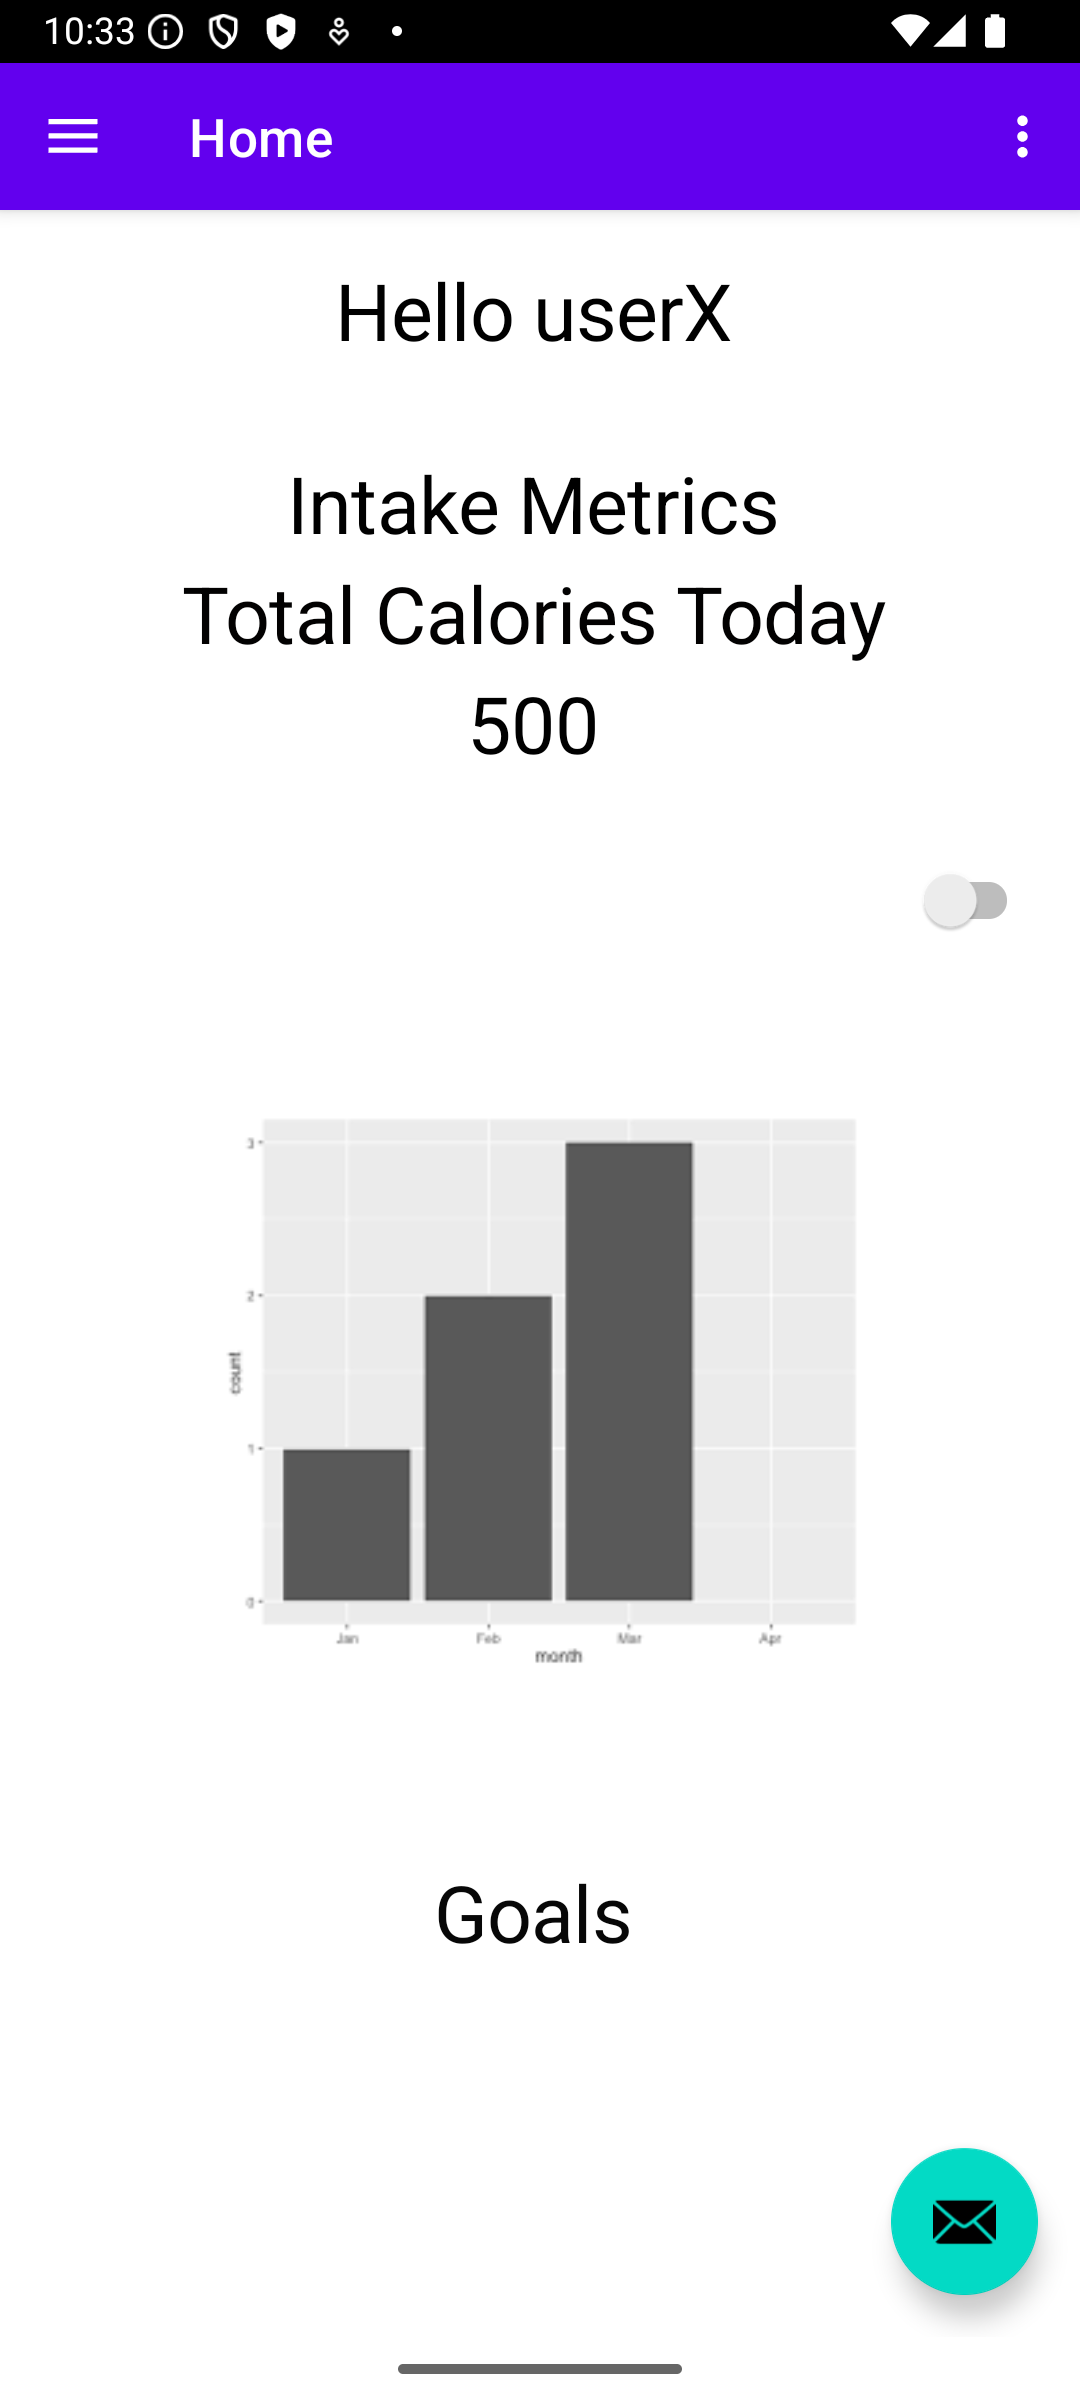 10:33
Home
Hello userX
Intake Metrics
Total Calories Today
500
3
2
count
1
0
Jan Feb Mar Apr
month
Goals